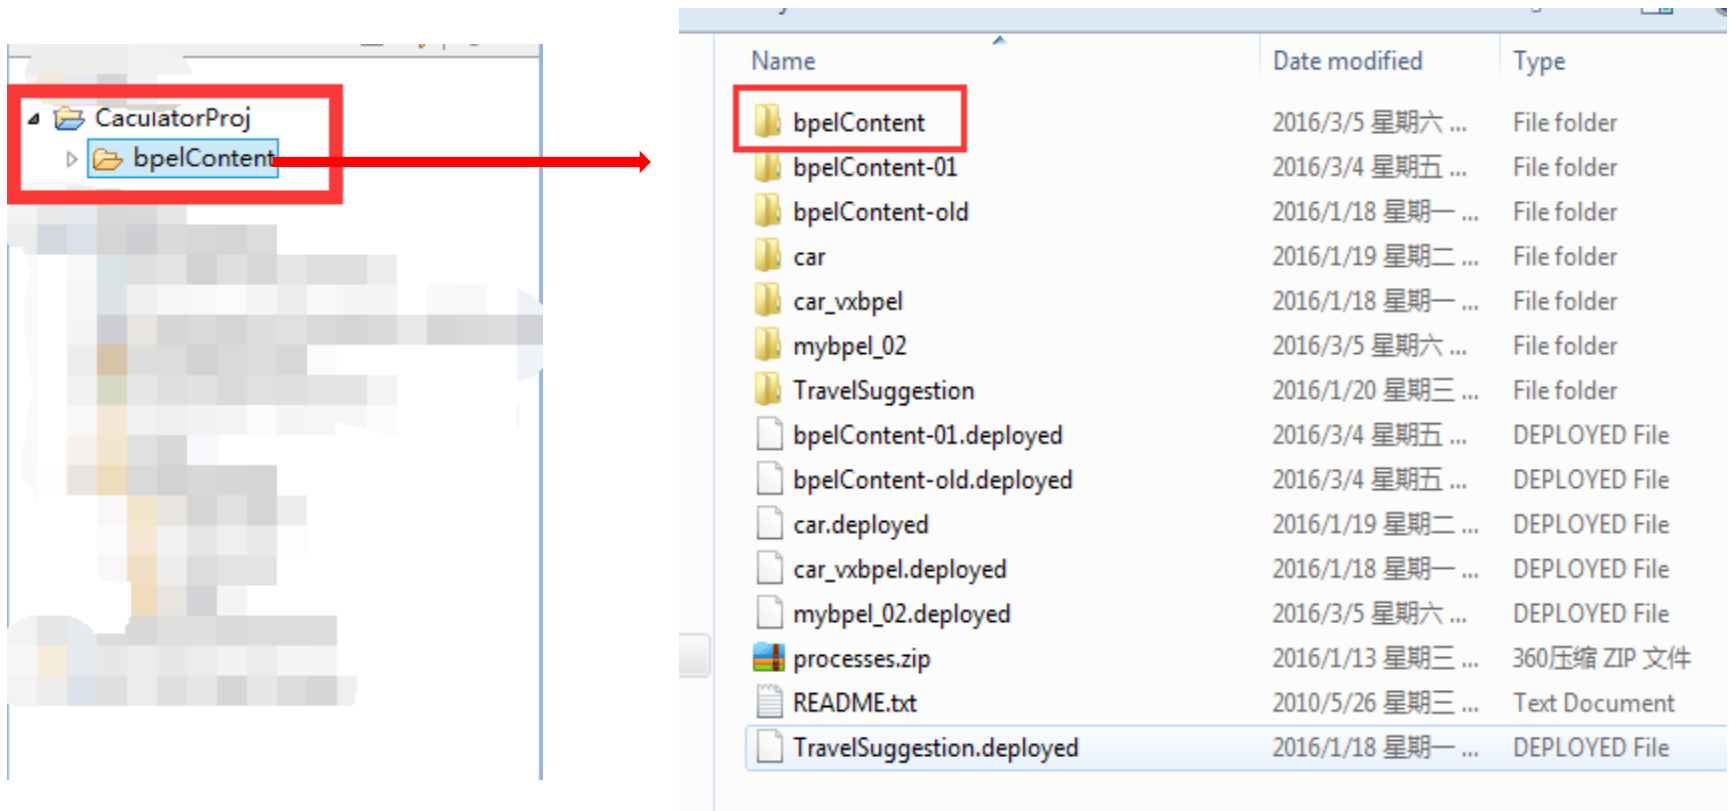 CaculatorProj
bpelContent
Name Date modified Type
bpelContent 2016/3/5 星期六 ... File folder
bpelContent-01 2016/3/4 星期五 ... File folder
bpelContent-old 2016/1/18 星期一 ... File folder
car 2016/1/19 星期二 ... File folder
car_vxbpel 2016/1/18 星期一 ... File folder
mybpel_02 2016/3/5 星期六 ... File folder
TravelSuggestion 2016/1/20 星期三 ... File folder
bpelContent-01.deployed 2016/3/4 星期五 ... DEPLOYED File
bpelContent-old.deployed 2016/3/4 星期五 ... DEPLOYED File
car.deployed 2016/1/19 星期二 ... DEPLOYED File
car_vxbpel.deployed 2016/1/18 星期一 ... DEPLOYED File
mybpel_02.deployed 2016/3/5 星期六 ... DEPLOYED File
processes.zip 2016/1/13 星期三 ... 360压缩 ZIP 文件
README.txt 2010/5/26 星期三 ... Text Document
TravelSuggestion.deployed 2016/1/18 星期一 ... DEPLOYED File